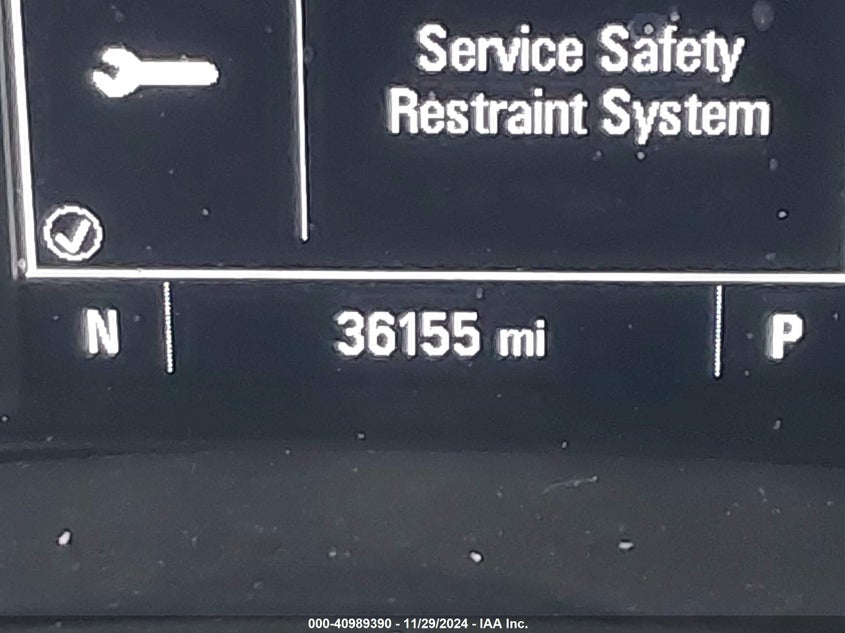 Service Safety
Restraint System
N 36155 mi P
000-40989390 - 11/29/2024 - IAA Inc.